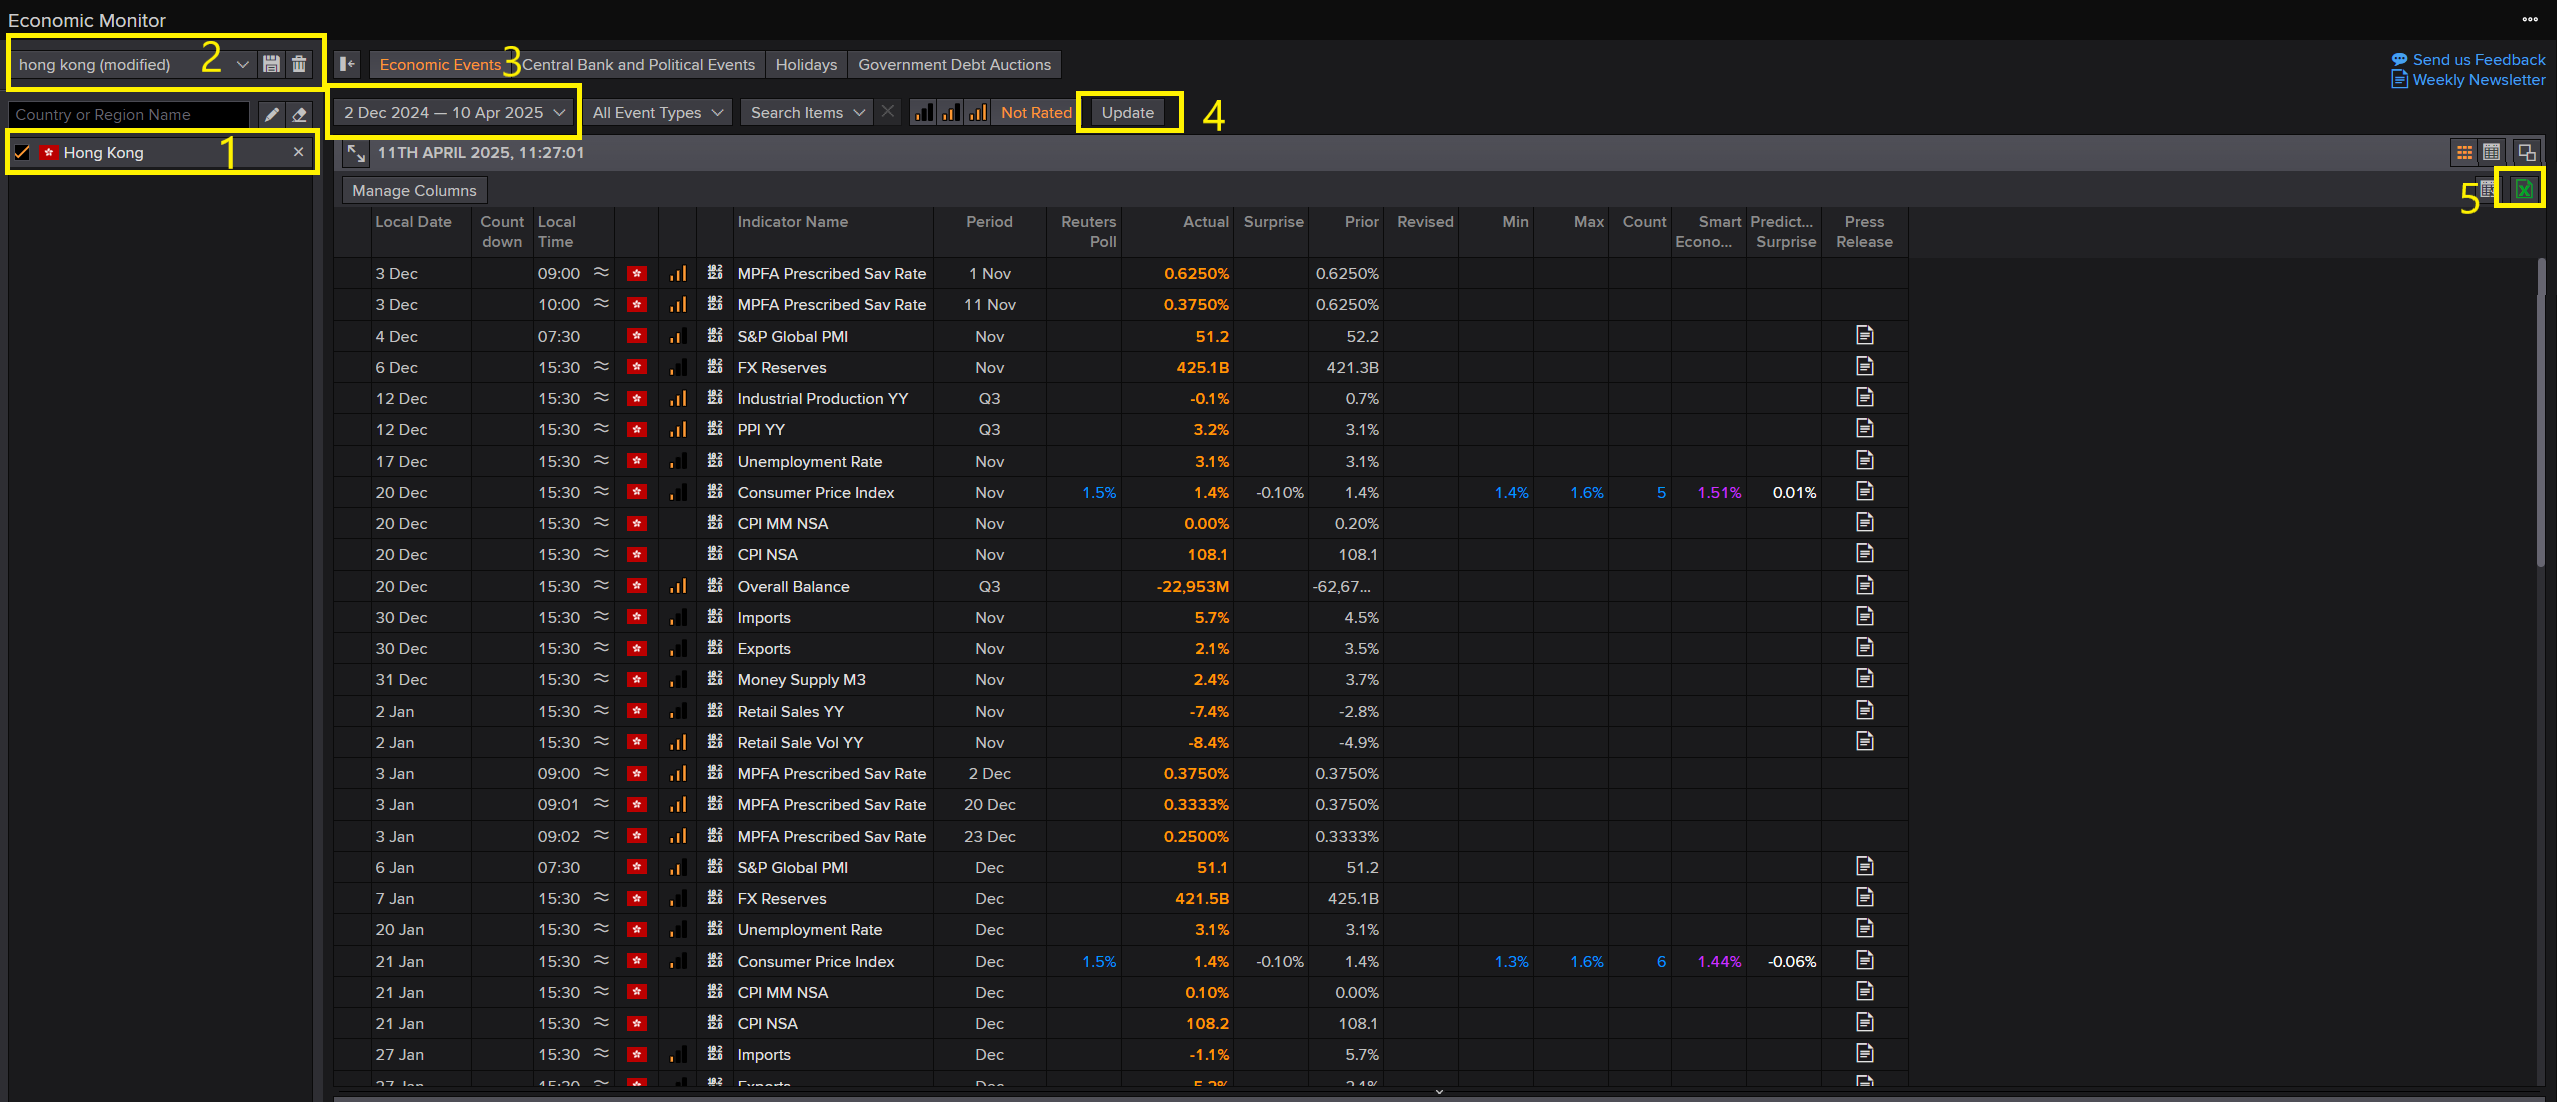 Economic Monitor
hong kong (modified)
2
Economic Events
3
Central Bank and Political Events
Holidays
Government Debt Auctions
Send us Feedback
Weekly Newsletter
Country or Region Name
2 Dec 2024 — 10 Apr 2025
All Event Types
Search Items
Not Rated
Update
4
Hong Kong
1
11TH APRIL 2025, 11:27:01
Manage Columns
5
Local Date Count down Local Time Indicator Name Period Reuters Poll Actual Surprise Prior Revised Min Max Count Smart Econo... Predict... Surprise Press Release
3 Dec 09:00 MPFA Prescribed Sav Rate 1 Nov 0.6250% 0.6250%
3 Dec 10:00 MPFA Prescribed Sav Rate 11 Nov 0.3750% 0.6250%
4 Dec 07:30 S&P Global PMI Nov 51.2 52.2
6 Dec 15:30 FX Reserves Nov 425.1B 421.3B
12 Dec 15:30 Industrial Production YY Q3 -0.1% 0.7%
12 Dec 15:30 PPI YY Q3 3.2% 3.1%
17 Dec 15:30 Unemployment Rate Nov 3.1% 3.1%
20 Dec 15:30 Consumer Price Index Nov 1.5% 1.4% -0.10% 1.4% 1.4% 1.6% 5 1.51% 0.01%
20 Dec 15:30 CPI MM NSA Nov 0.00% 0.20%
20 Dec 15:30 CPI NSA Nov 108.1 108.1
20 Dec 15:30 Overall Balance Q3 -22,953M -62,67...
30 Dec 15:30 Imports Nov 5.7% 4.5%
30 Dec 15:30 Exports Nov 2.1% 3.5%
31 Dec 15:30 Money Supply M3 Nov 2.4% 3.7%
2 Jan 15:30 Retail Sales YY Nov -7.4% -2.8%
2 Jan 15:30 Retail Sale Vol YY Nov -8.4% -4.9%
3 Jan 09:00 MPFA Prescribed Sav Rate 2 Dec 0.3750% 0.3750%
3 Jan 09:01 MPFA Prescribed Sav Rate 20 Dec 0.3333% 0.3750%
3 Jan 09:02 MPFA Prescribed Sav Rate 23 Dec 0.2500% 0.3333%
6 Jan 07:30 S&P Global PMI Dec 51.1 51.2
7 Jan 15:30 FX Reserves Dec 421.5B 425.1B
20 Jan 15:30 Unemployment Rate Dec 3.1% 3.1%
21 Jan 15:30 Consumer Price Index Dec 1.5% 1.4% -0.10% 1.4% 1.3% 1.6% 6 1.44% -0.06%
21 Jan 15:30 CPI MM NSA Dec 0.10% 0.00%
21 Jan 15:30 CPI NSA Dec 108.2 108.1
27 Jan 15:30 Imports Dec -1.1% 5.7%
27 Jan 15:30 Exports Dec